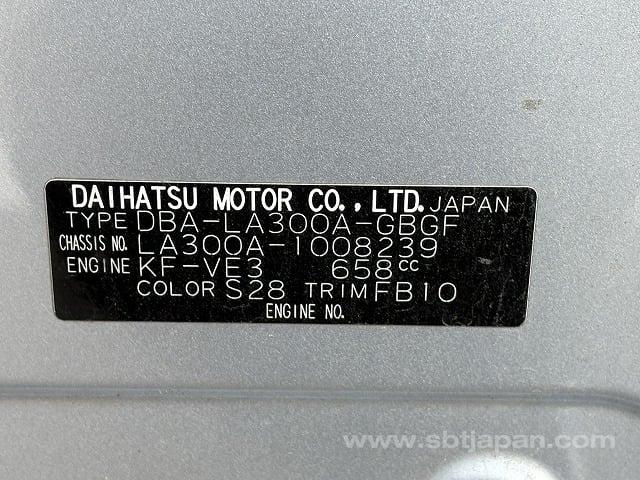 DAIHATSU MOTOR CO., LTD. JAPAN
TYPE DBA-LA300A-GBGF
CHASSIS NO. LA300A-1008239
ENGINE KF-VE3 658cc
COLOR S28 TRIM FB10
ENGINE NO.
www.sbtjapan.com